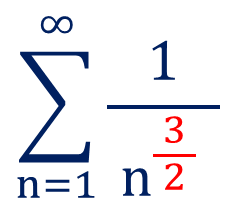 ∞
∑ 1
n=1 n^(3/2)